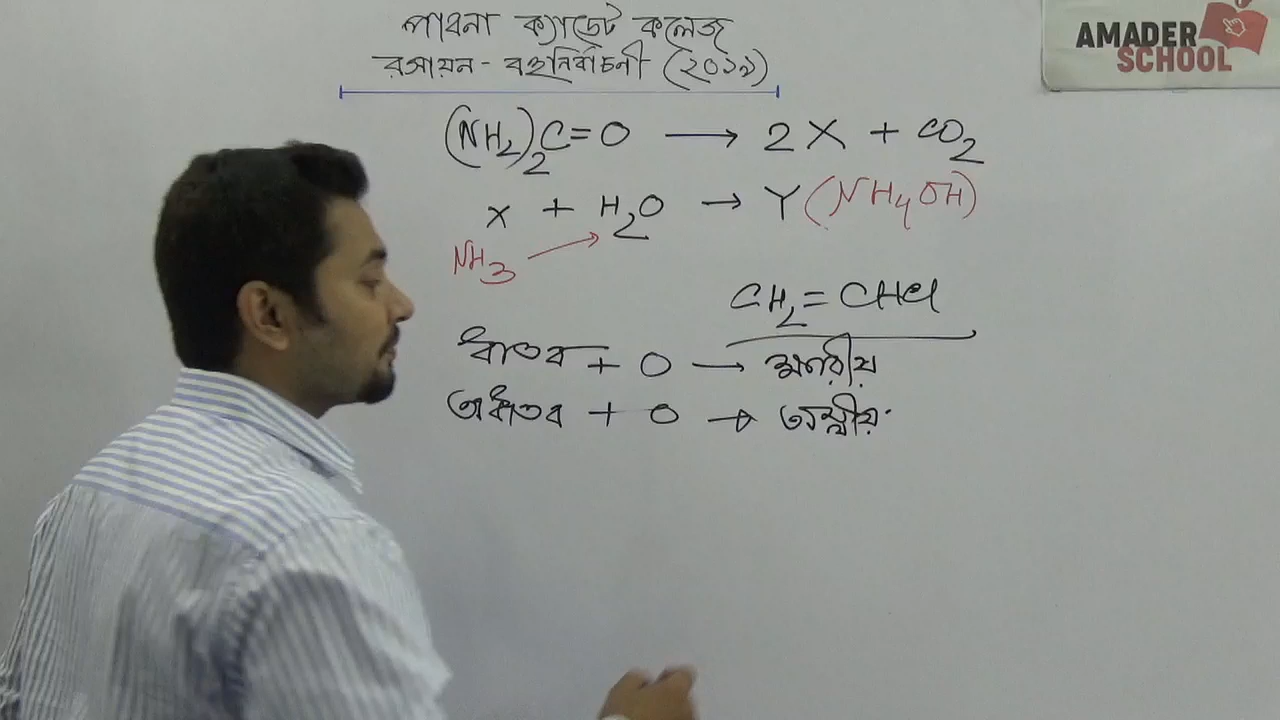 পাবনা ক্যাডেট কলেজ
রসায়ন - বহুনির্বাচনী (২০১৯)
AMADER
SCHOOL
(NH₂)₂C=O ⟶ 2X + CO₂
X + H₂O → Y (NH₄OH)
NH₃
CH₂ = CHCl
ধাতব + O → ক্ষারীয়
অধাতব + O → অম্লীয়